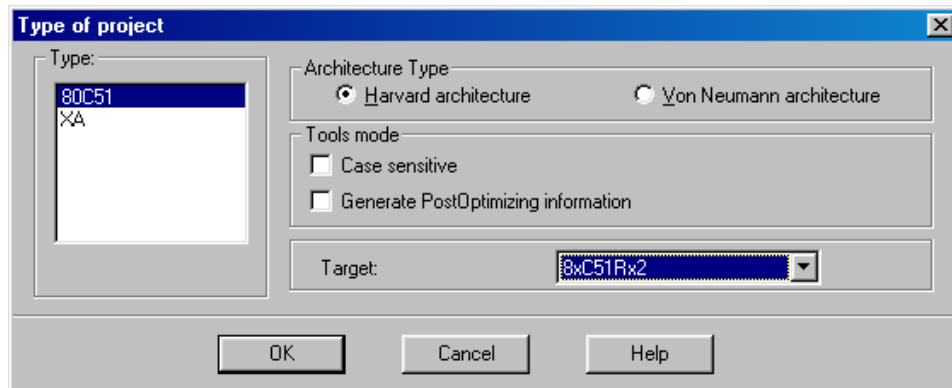 Type of project
Type:
80C51
XA
Architecture Type
Harvard architecture
Von Neumann architecture
Tools mode
Case sensitive
Generate PostOptimizing information
Target:
8xC51Rx2
OK
Cancel
Help